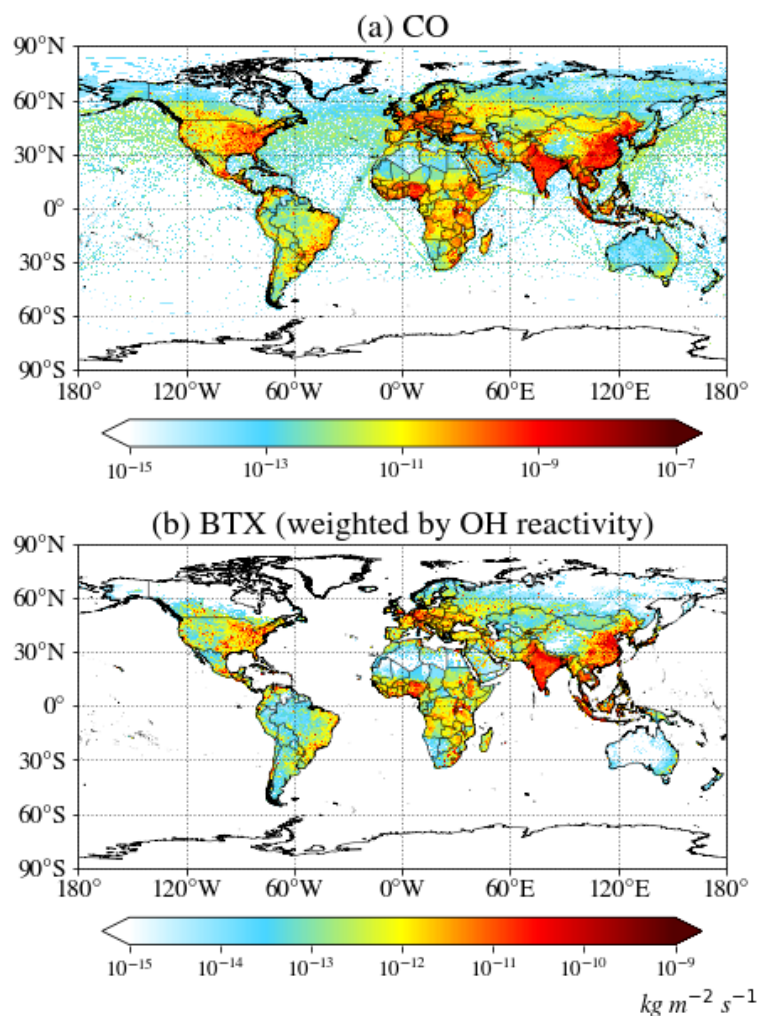 (a) CO
90°N
60°N
30°N
0°
30°S
60°S
90°S
180° 120°W 60°W 0°W 60°E 120°E 180°
10⁻¹⁵ 10⁻¹³ 10⁻¹¹ 10⁻⁹ 10⁻⁷
(b) BTX (weighted by OH reactivity)
90°N
60°N
30°N
0°
30°S
60°S
90°S
180° 120°W 60°W 0°W 60°E 120°E 180°
10⁻¹⁵ 10⁻¹⁴ 10⁻¹³ 10⁻¹² 10⁻¹¹ 10⁻¹⁰ 10⁻⁹
kg m⁻² s⁻¹